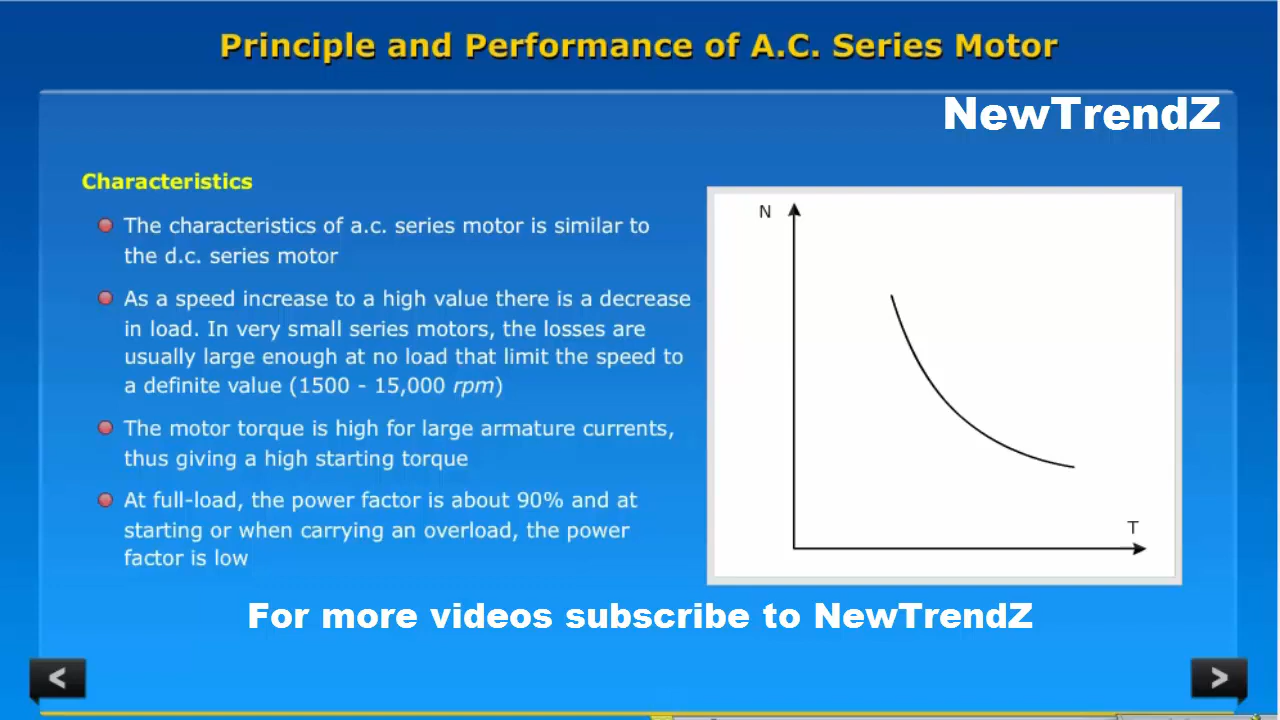 Principle and Performance of A.C. Series Motor
NewTrendZ
Characteristics
The characteristics of a.c. series motor is similar to
the d.c. series motor
As a speed increase to a high value there is a decrease
in load. In very small series motors, the losses are
usually large enough at no load that limit the speed to
a definite value (1500 - 15,000 rpm)
The motor torque is high for large armature currents,
thus giving a high starting torque
At full-load, the power factor is about 90% and at
starting or when carrying an overload, the power
factor is low
N
T
For more videos subscribe to NewTrendZ
<
>